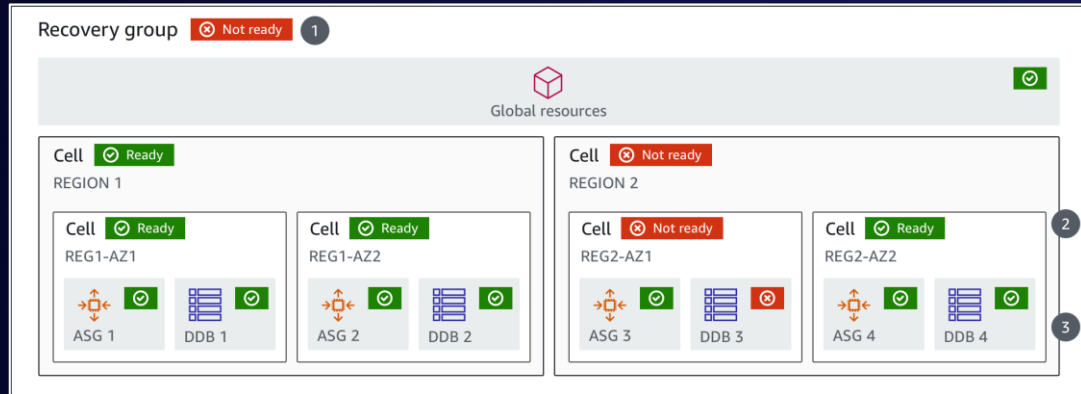 Recovery group Not ready 1
Global resources
Cell Ready
REGION 1
Cell Ready
REG1-AZ1
ASG 1
DDB 1
Cell Ready
REG1-AZ2
ASG 2
DDB 2
Cell Not ready
REGION 2
Cell Not ready
REG2-AZ1
ASG 3
DDB 3
Cell Ready
REG2-AZ2
ASG 4
DDB 4
2
3